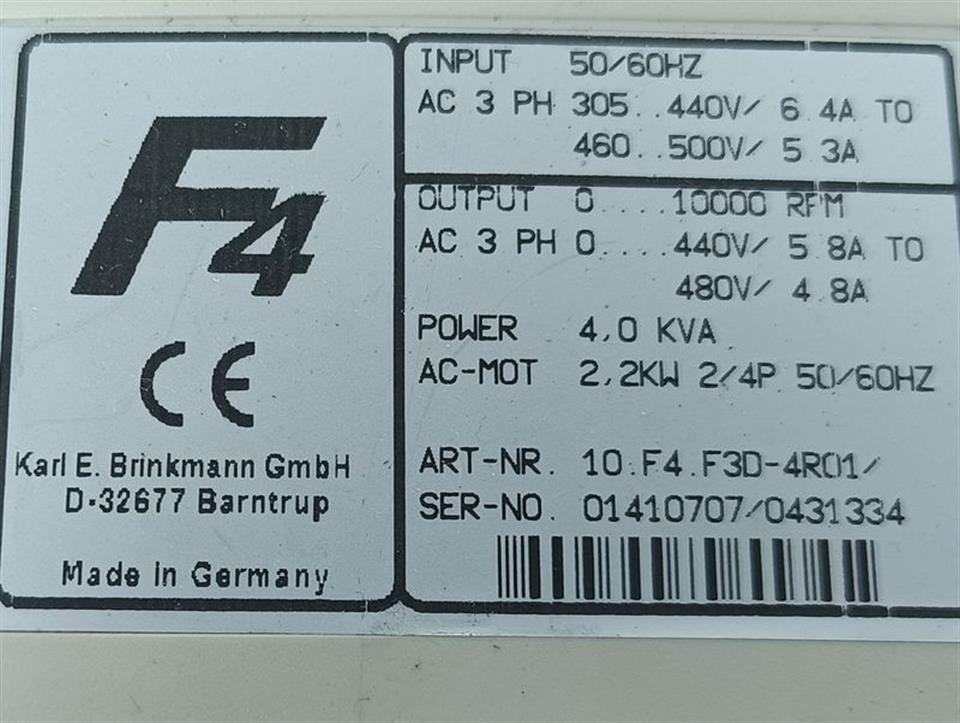 F4
CE
Karl E. Brinkmann GmbH
D-32677 Barntrup
Made in Germany
INPUT 50/60HZ
AC 3 PH 305..440V/ 6.4A TO
460..500V/ 5.3A
OUTPUT 0....10000 RPM
AC 3 PH 0....440V/ 5.8A TO
480V/ 4.8A
POWER 4,0 KVA
AC-MOT 2,2KW 2/4P 50/60HZ
ART-NR. 10.F4.F3D-4R01/
SER-NO. 01410707/0431334